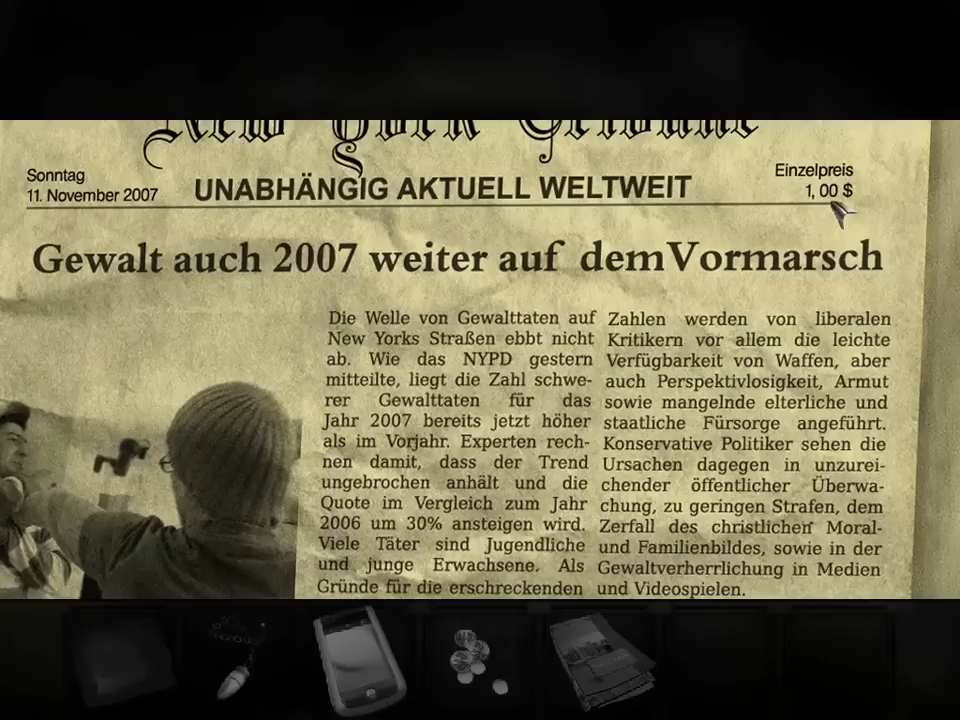 New York Tribune
Sonntag
11. November 2007
UNABHÄNGIG AKTUELL WELTWEIT
Einzelpreis
1, 00 $
Gewalt auch 2007 weiter auf demVormarsch
Die Welle von Gewalttaten auf
New Yorks Straßen ebbt nicht
ab. Wie das NYPD gestern
mitteilte, liegt die Zahl schwe-
rer Gewalttaten für das
Jahr 2007 bereits jetzt höher
als im Vorjahr. Experten rech-
nen damit, dass der Trend
ungebrochen anhält und die
Quote im Vergleich zum Jahr
2006 um 30% ansteigen wird.
Viele Täter sind Jugendliche
und junge Erwachsene. Als
Gründe für die erschreckenden
Zahlen werden von liberalen
Kritikern vor allem die leichte
Verfügbarkeit von Waffen, aber
auch Perspektivlosigkeit, Armut
sowie mangelnde elterliche und
staatliche Fürsorge angeführt.
Konservative Politiker sehen die
Ursachen dagegen in unzurei-
chender öffentlicher Überwa-
chung, zu geringen Strafen, dem
Zerfall des christlichen Moral-
und Familienbildes, sowie in der
Gewaltverherrlichung in Medien
und Videospielen.